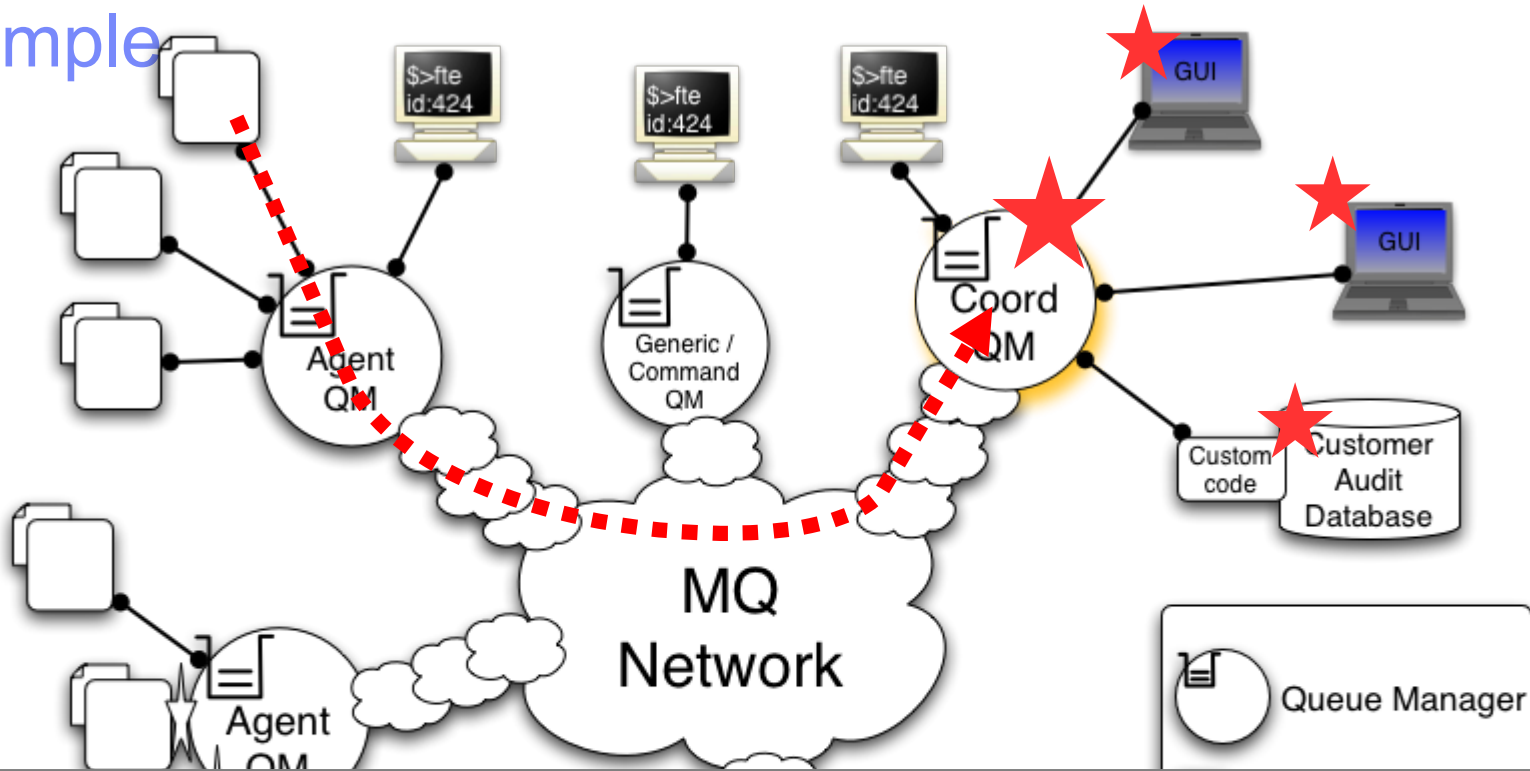 mple
$>fte
id:424
$>fte
id:424
$>fte
id:424
GUI
GUI
Agent
QM
Generic /
Command
QM
Coord
QM
Custom
code
Customer
Audit
Database
MQ
Network
Agent
QM
Queue Manager